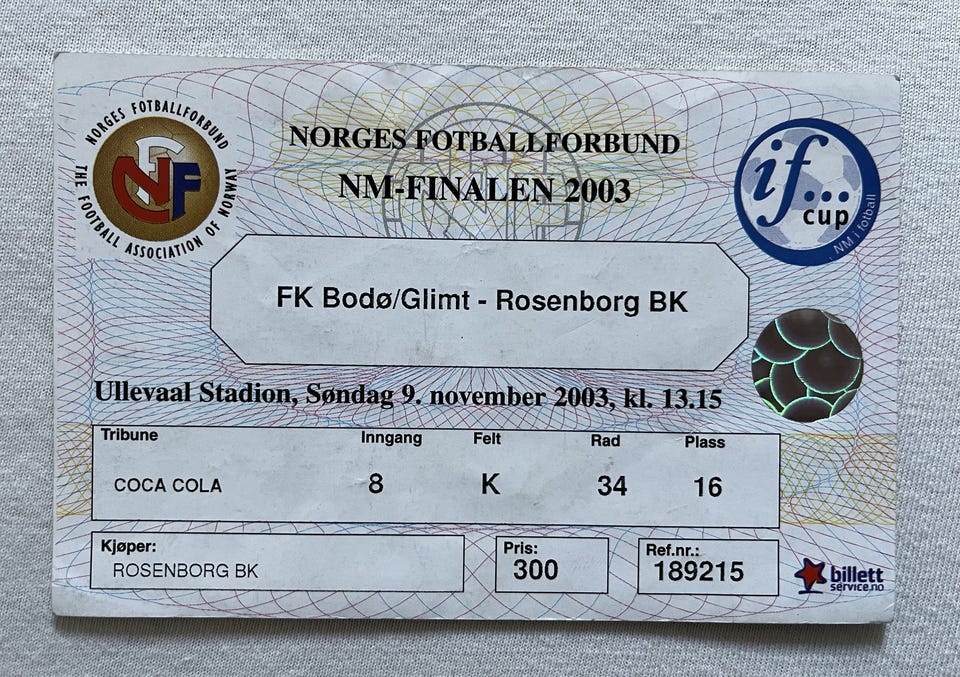 NORGES FOTBALLFORBUND
THE FOOTBALL ASSOCIATION OF NORWAY
NFF
NORGES FOTBALLFORBUND
NM-FINALEN 2003
if...
cup
NM i fotball
FK Bodø/Glimt - Rosenborg BK
Ullevaal Stadion, Søndag 9. november 2003, kl. 13.15
Tribune Inngang Felt Rad Plass
COCA COLA 8 K 34 16
Kjøper: Pris: Ref.nr.:
ROSENBORG BK 300 189215
billett
service.no